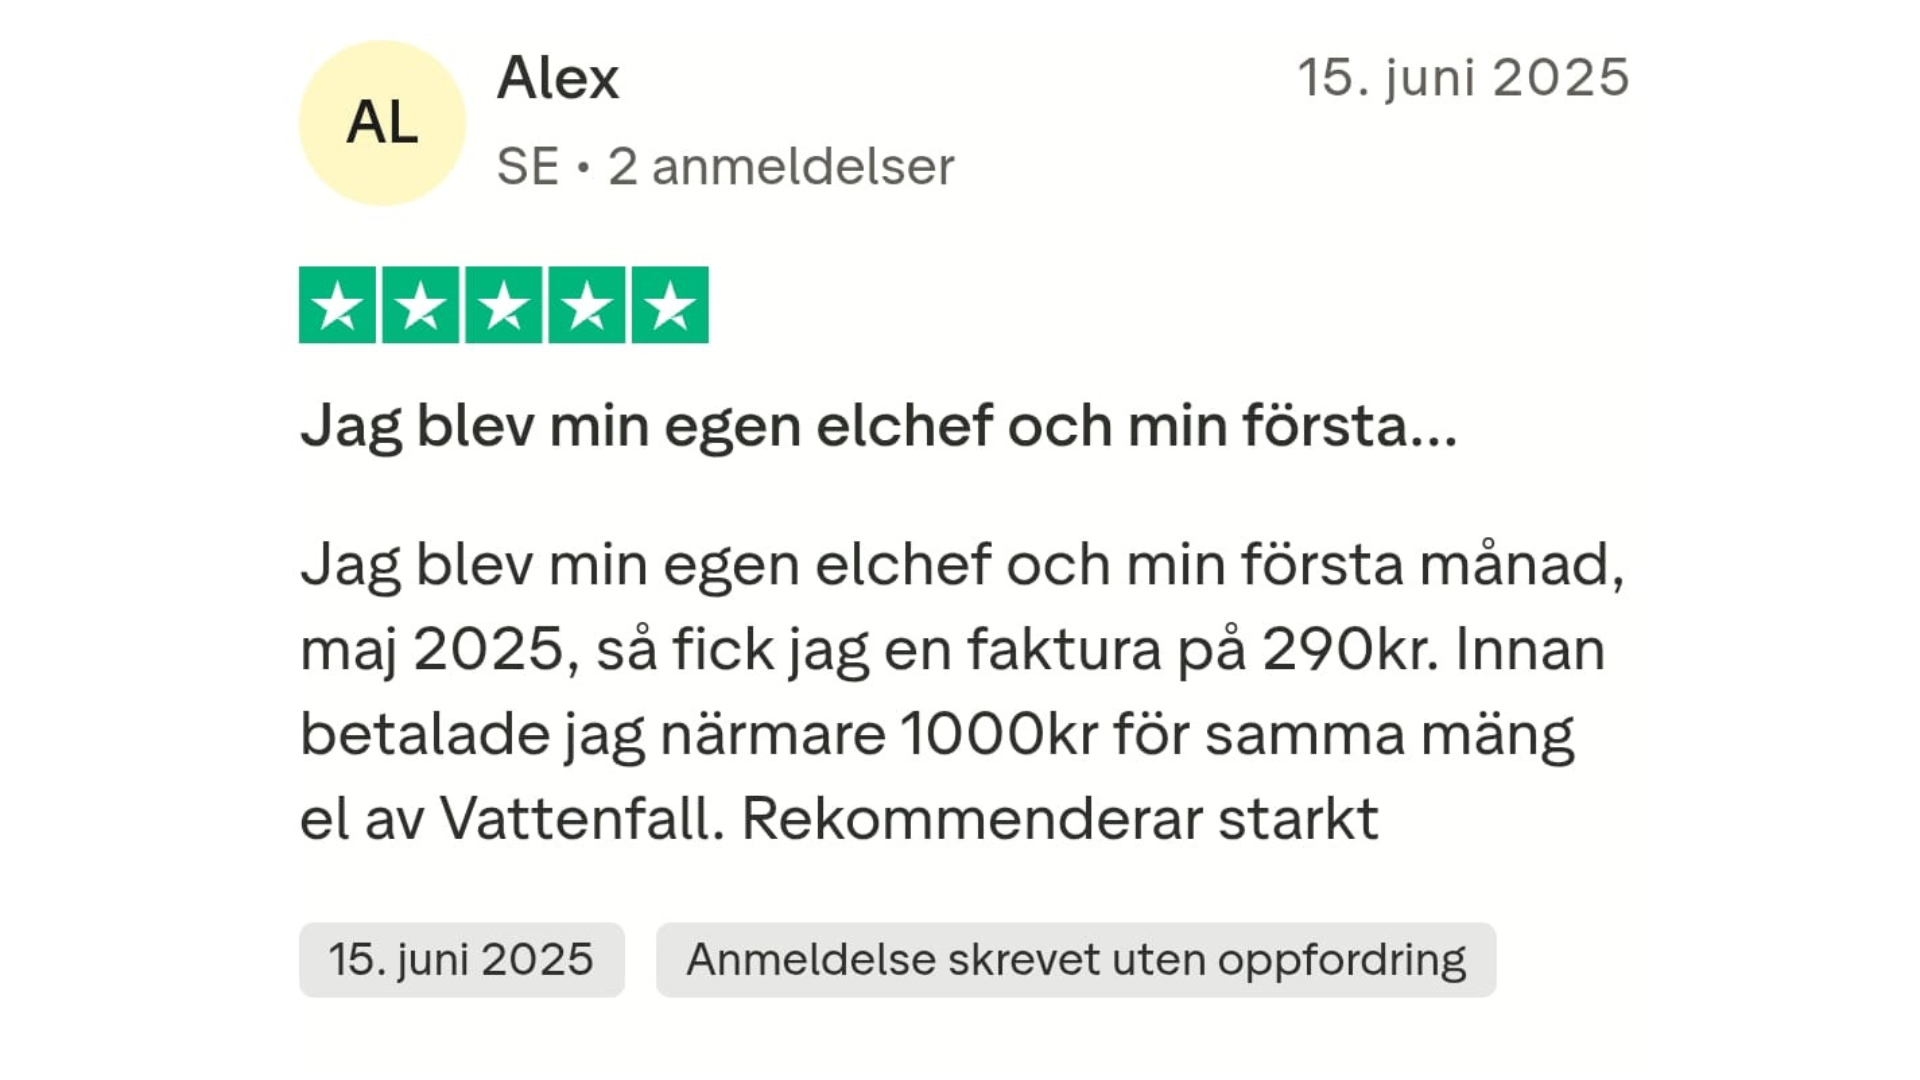 AL
Alex
15. juni 2025
SE • 2 anmeldelser
Jag blev min egen elchef och min första...
Jag blev min egen elchef och min första månad,
maj 2025, så fick jag en faktura på 290kr. Innan
betalade jag närmare 1000kr för samma mäng
el av Vattenfall. Rekommenderar starkt
15. juni 2025
Anmeldelse skrevet uten oppfordring